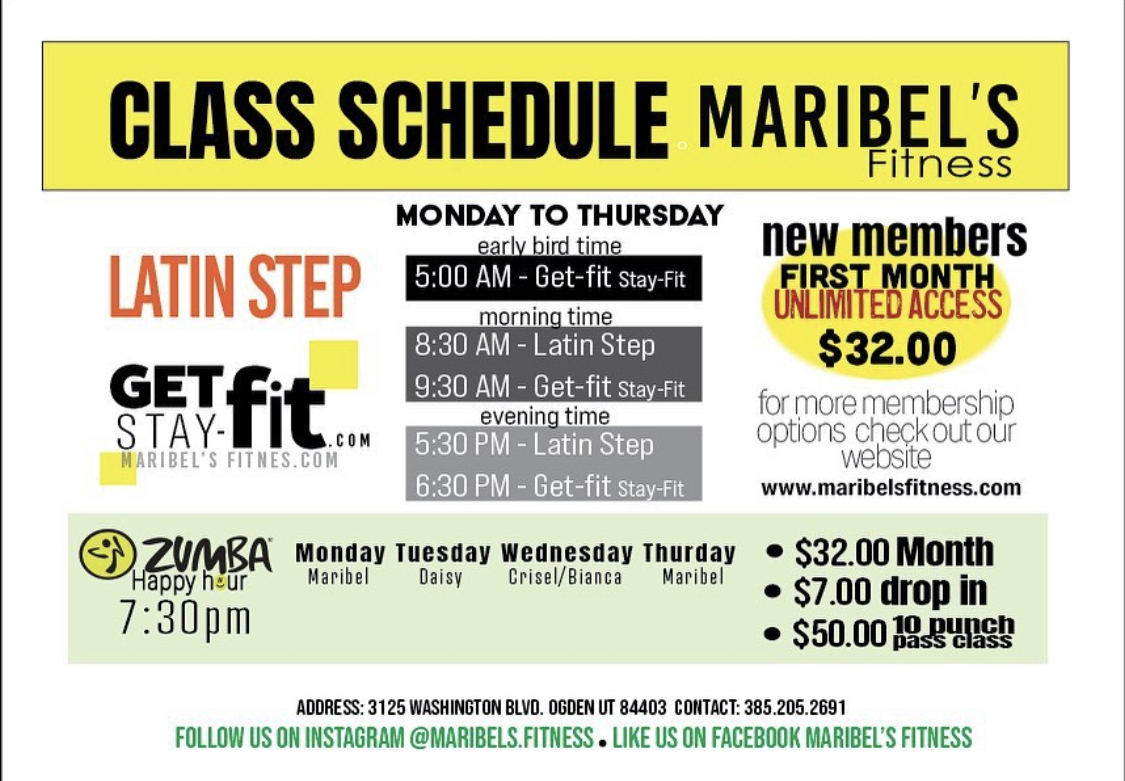 CLASS SCHEDULE MARIBEL'S
Fitness
LATIN STEP
GET fit
STAY- .COM
MARIBEL'S FITNES.COM
MONDAY TO THURSDAY
early bird time
5:00 AM - Get-fit Stay-Fit
morning time
8:30 AM - Latin Step
9:30 AM - Get-fit Stay-Fit
evening time
5:30 PM - Latin Step
6:30 PM - Get-fit Stay-Fit
new members
FIRST MONTH
UNLIMITED ACCESS
$32.00
for more membership
options check out our
website
www.maribelsfitness.com
ZUMBA
Happy hour
7:30pm
Monday Tuesday Wednesday Thurday
Maribel Daisy Crisel/Bianca Maribel
• $32.00 Month
• $7.00 drop in
• $50.00 10 punch
pass class
ADDRESS: 3125 WASHINGTON BLVD. OGDEN UT 84403 CONTACT: 385.205.2691
FOLLOW US ON INSTAGRAM @MARIBELS.FITNESS • LIKE US ON FACEBOOK MARIBEL'S FITNESS